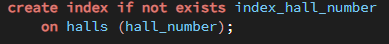 create index if not exists index_hall_number
on halls (hall_number);